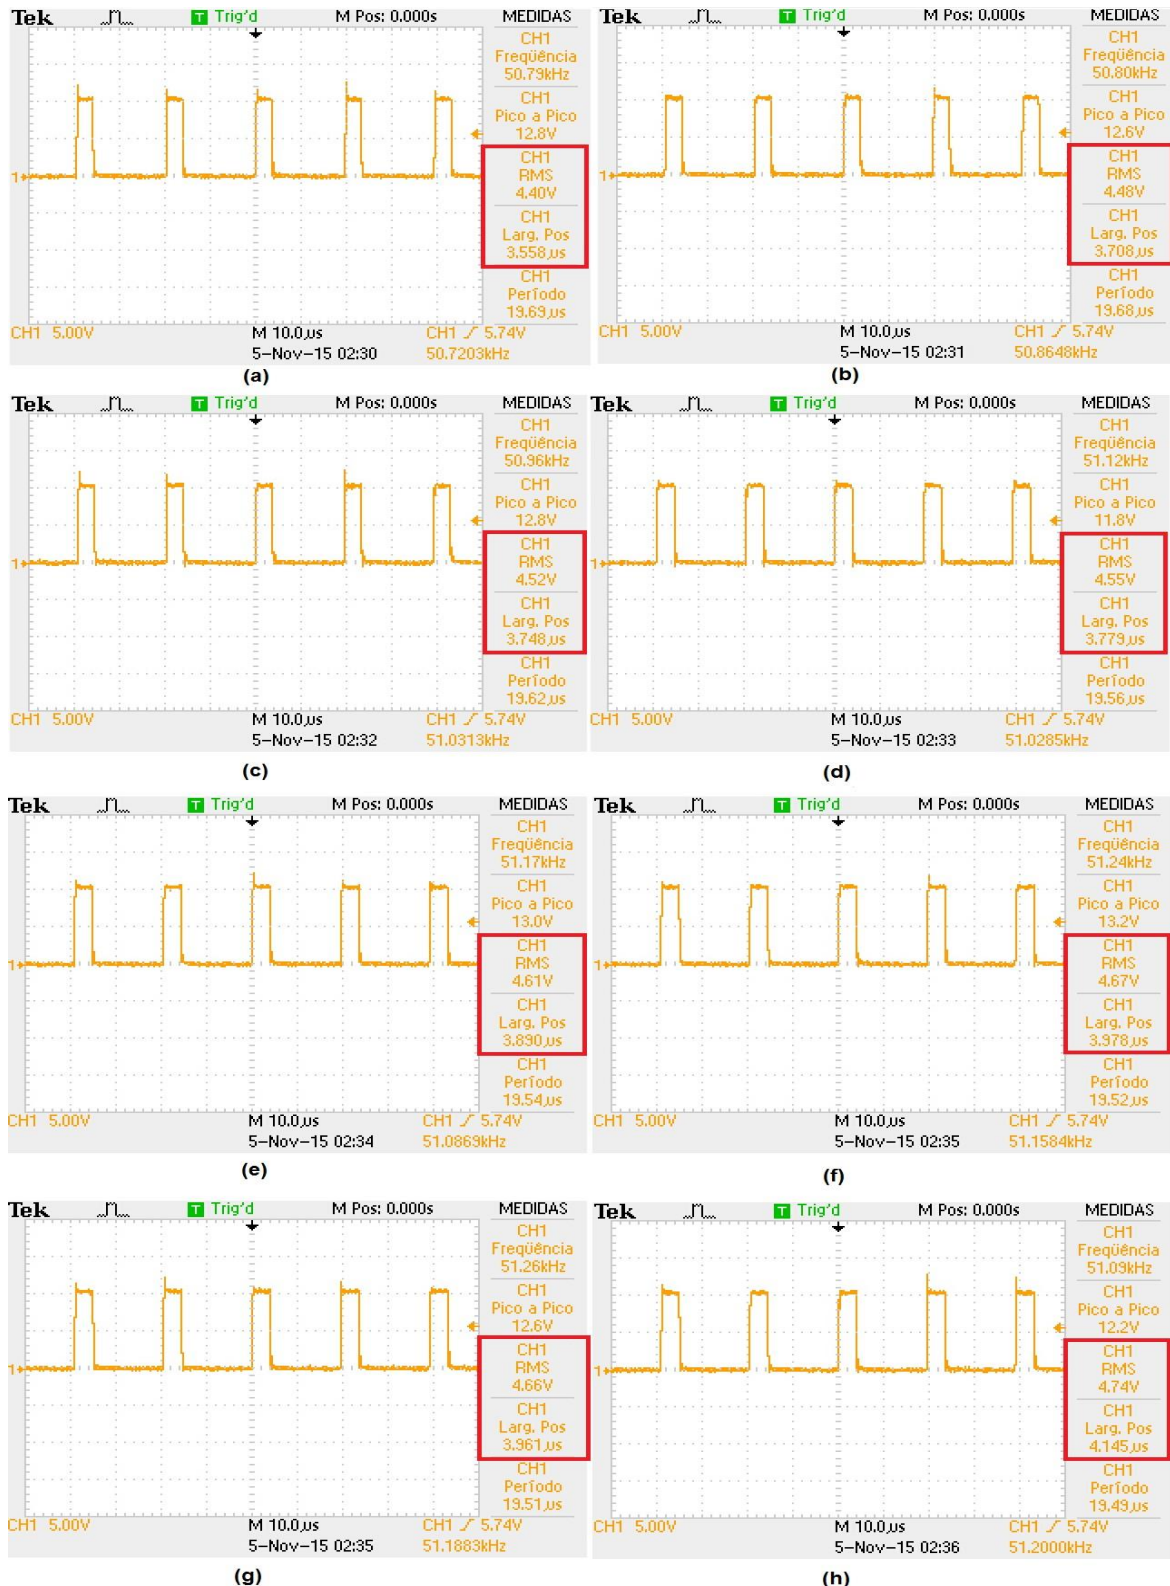 Tek T Trig'd M Pos: 0.000s MEDIDAS
CH1
Freqüência
50.79kHz
CH1
Pico a Pico
12.8V
CH1
RMS
4.40V
CH1
Larg. Pos
3.558µs
CH1
Período
19.69µs
1
CH1 5.00V M 10.0µs CH1 5.74V
5-Nov-15 02:30 50.7203kHz
(a)
Tek T Trig'd M Pos: 0.000s MEDIDAS
CH1
Freqüência
50.80kHz
CH1
Pico a Pico
12.6V
CH1
RMS
4.48V
CH1
Larg. Pos
3.708µs
CH1
Período
19.68µs
1
CH1 5.00V M 10.0µs CH1 5.74V
5-Nov-15 02:31 50.8648kHz
(b)
Tek T Trig'd M Pos: 0.000s MEDIDAS
CH1
Freqüência
50.96kHz
CH1
Pico a Pico
12.8V
CH1
RMS
4.52V
CH1
Larg. Pos
3.748µs
CH1
Período
19.62µs
1
CH1 5.00V M 10.0µs CH1 5.74V
5-Nov-15 02:32 51.0313kHz
(c)
Tek T Trig'd M Pos: 0.000s MEDIDAS
CH1
Freqüência
51.12kHz
CH1
Pico a Pico
11.8V
CH1
RMS
4.55V
CH1
Larg. Pos
3.779µs
CH1
Período
19.56µs
1
CH1 5.00V M 10.0µs CH1 5.74V
5-Nov-15 02:33 51.0285kHz
(d)
Tek T Trig'd M Pos: 0.000s MEDIDAS
CH1
Freqüência
51.17kHz
CH1
Pico a Pico
13.0V
CH1
RMS
4.61V
CH1
Larg. Pos
3.890µs
CH1
Período
19.54µs
1
CH1 5.00V M 10.0µs CH1 5.74V
5-Nov-15 02:34 51.0869kHz
(e)
Tek T Trig'd M Pos: 0.000s MEDIDAS
CH1
Freqüência
51.24kHz
CH1
Pico a Pico
13.2V
CH1
RMS
4.67V
CH1
Larg. Pos
3.978µs
CH1
Período
19.52µs
1
CH1 5.00V M 10.0µs CH1 5.74V
5-Nov-15 02:35 51.1584kHz
(f)
Tek T Trig'd M Pos: 0.000s MEDIDAS
CH1
Freqüência
51.26kHz
CH1
Pico a Pico
12.6V
CH1
RMS
4.66V
CH1
Larg. Pos
3.961µs
CH1
Período
19.51µs
1
CH1 5.00V M 10.0µs CH1 5.74V
5-Nov-15 02:35 51.1883kHz
(g)
Tek T Trig'd M Pos: 0.000s MEDIDAS
CH1
Freqüência
51.09kHz
CH1
Pico a Pico
12.2V
CH1
RMS
4.74V
CH1
Larg. Pos
4.145µs
CH1
Período
19.49µs
1
CH1 5.00V M 10.0µs CH1 5.74V
5-Nov-15 02:36 51.2000kHz
(h)